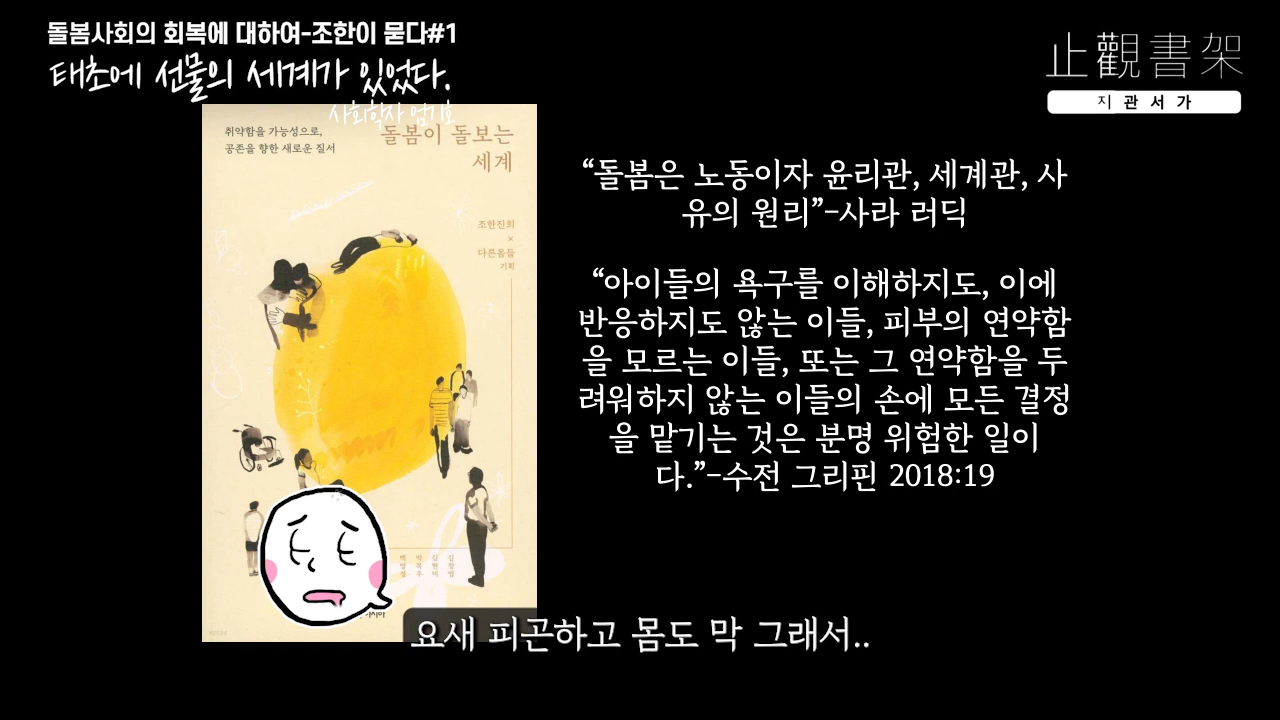 돌봄사회의 회복에 대하여-조한이 묻다#1
태초에 선물의 세계가 있었다.
사회학자 엄기호
止觀書架
지관서가
취약함을 가능성으로,
공존을 향한 새로운 질서
돌봄이 돌보는
세계
조한진희
×
다른몸들
기획
“돌봄은 노동이자 윤리관, 세계관, 사
유의 원리”-사라 러딕
“아이들의 욕구를 이해하지도, 이에
반응하지도 않는 이들, 피부의 연약함
을 모르는 이들, 또는 그 연약함을 두
려워하지 않는 이들의 손에 모든 결정
을 맡기는 것은 분명 위험한 일이
다.”-수전 그리핀 2018:19
요새 피곤하고 몸도 막 그래서..